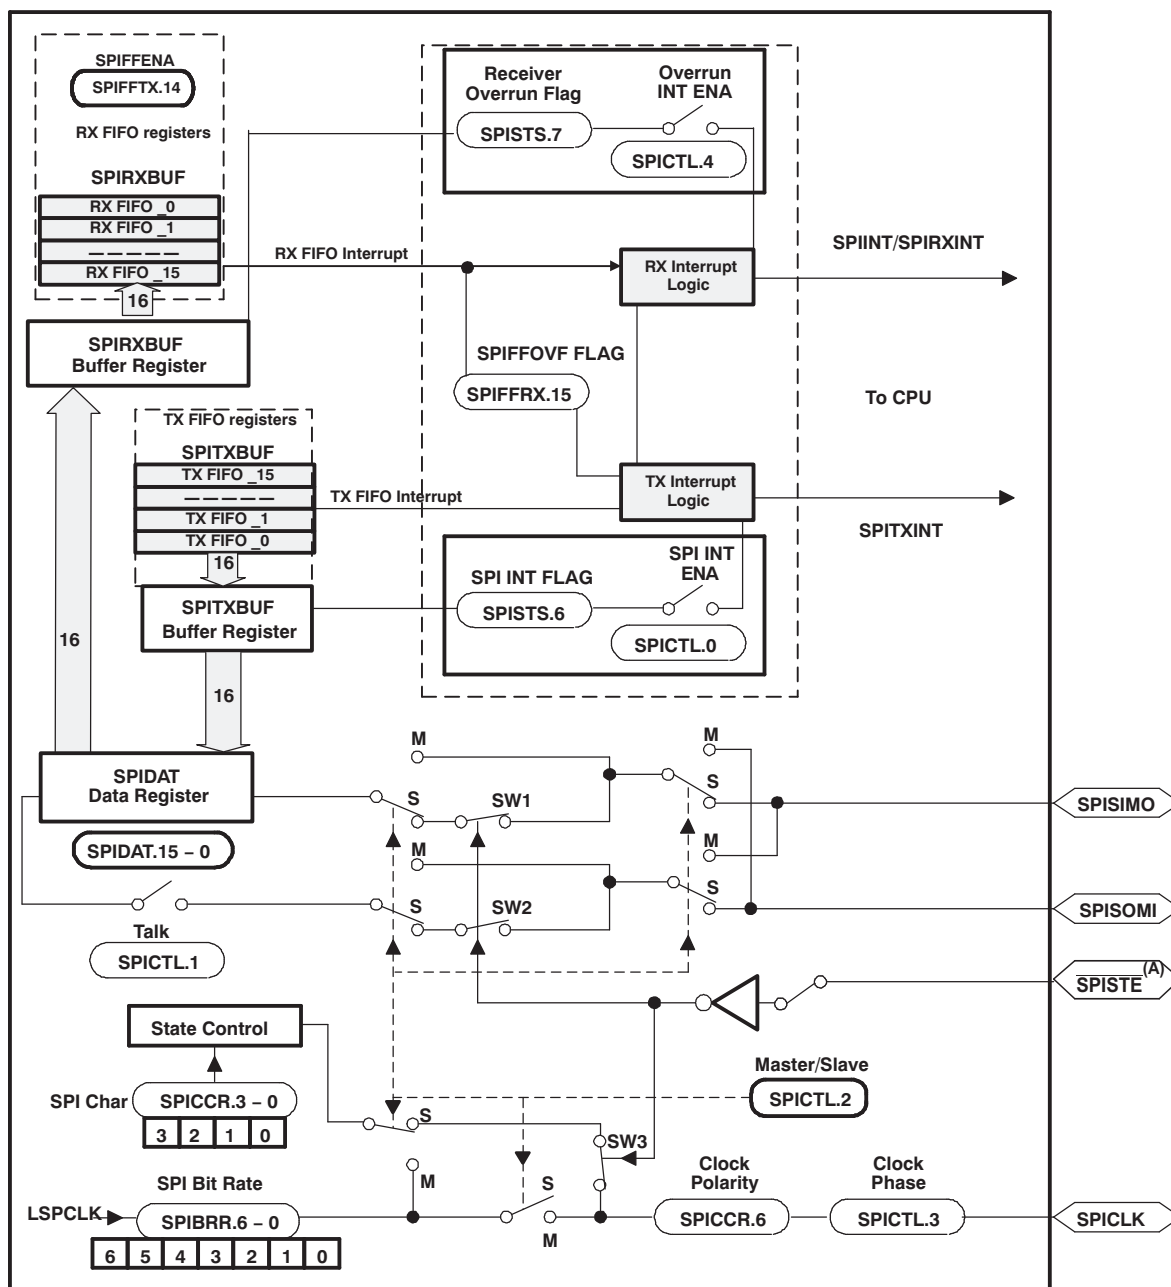 SPIFFENA
SPIFFTX.14
RX FIFO registers
SPIRXBUF
RX FIFO _0
RX FIFO _1
– – – – –
RX FIFO _15
16
SPIRXBUF
Buffer Register
Receiver
Overrun Flag
SPISTS.7
Overrun
INT ENA
SPICTL.4
RX FIFO Interrupt
RX Interrupt
Logic
SPIINT/SPIRXINT
SPIFFOVF FLAG
SPIFFRX.15
To CPU
TX FIFO registers
SPITXBUF
TX FIFO _15
– – – – –
TX FIFO _1
TX FIFO _0
16
TX FIFO Interrupt
TX Interrupt
Logic
SPITXINT
SPITXBUF
Buffer Register
SPI INT FLAG
SPISTS.6
SPI INT
ENA
SPICTL.0
16
16
SPIDAT
Data Register
SPIDAT.15 – 0
M
S
SW1
M
S
SPISIMO
M
S
SW2
M
S
SPISOMI
Talk
SPICTL.1
SPISTE (A)
State Control
Master/Slave
SPICTL.2
SPI Char
SPICCR.3 – 0
3 2 1 0
S
M
SW3
S
M
Clock
Polarity
SPICCR.6
Clock
Phase
SPICTL.3
SPICLK
SPI Bit Rate
LSPCLK
SPIBRR.6 – 0
6 5 4 3 2 1 0